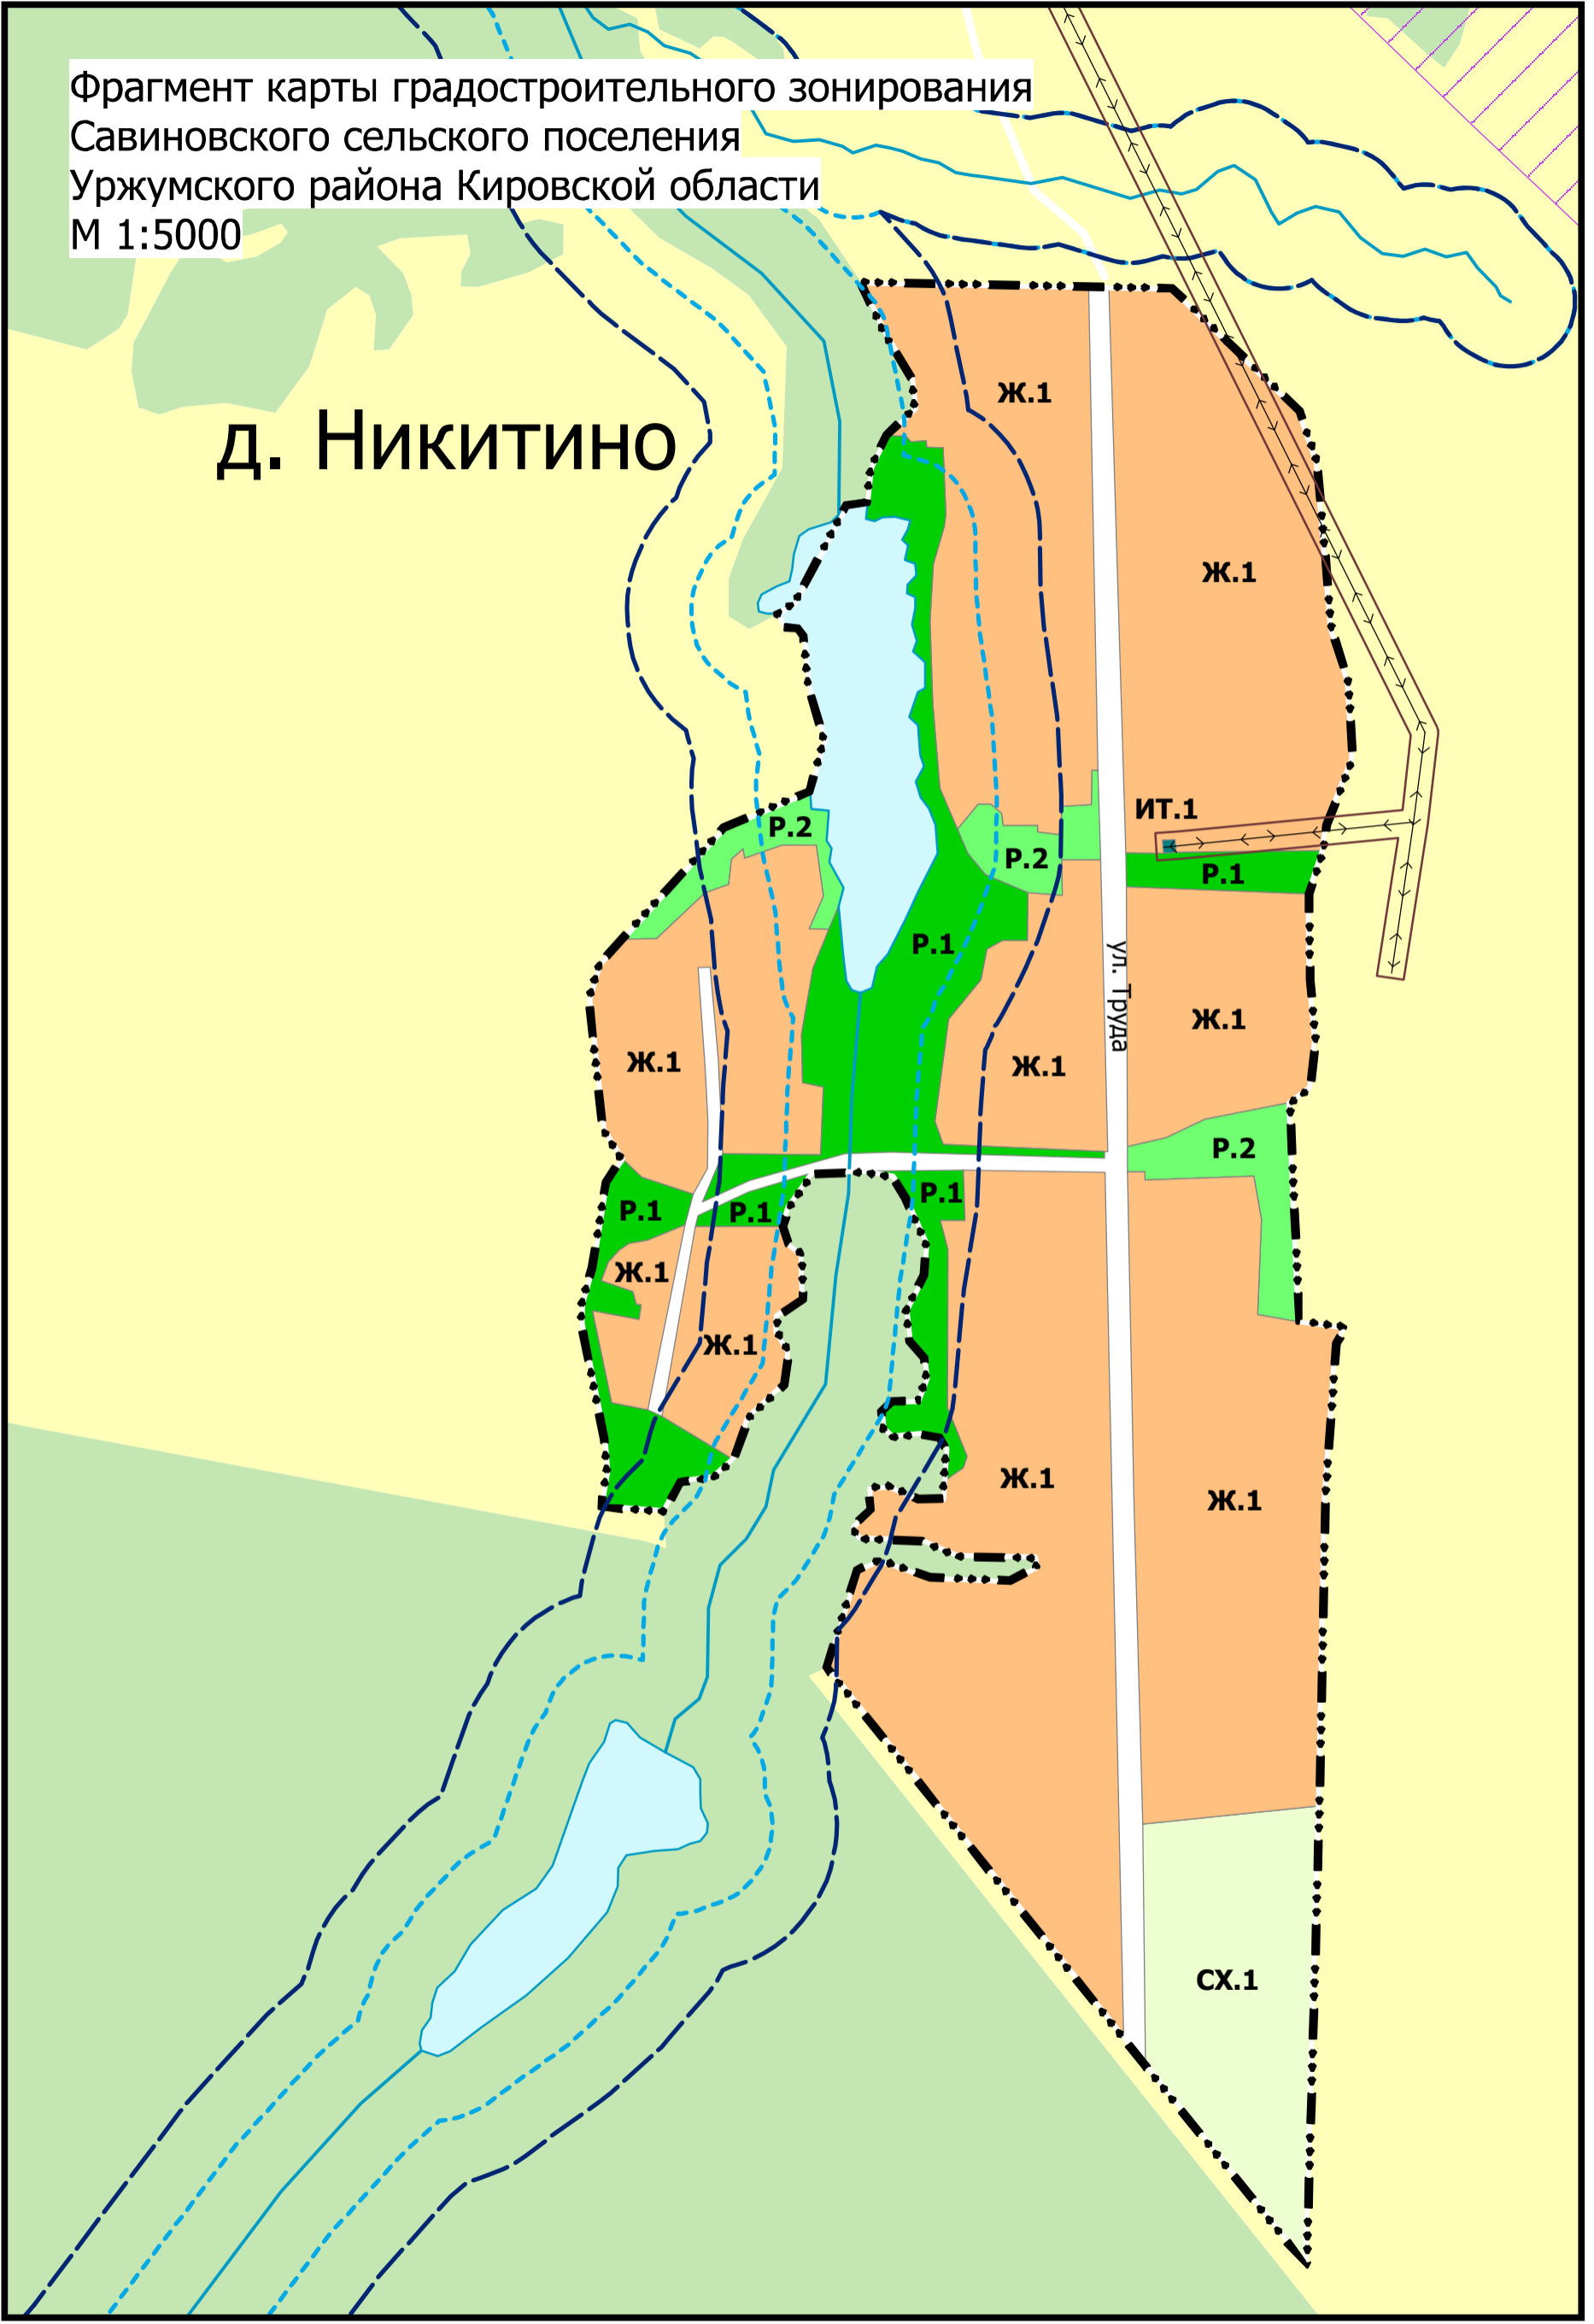 Фрагмент карты градостроительного зонирования
Савиновского сельского поселения
Уржумского района Кировской области
М 1:5000
д. Никитино
Ж.1
Ж.1
ИТ.1
Р.2
Р.2
Р.1
Р.1
ул. Труда
Ж.1
Ж.1
Ж.1
Р.2
Р.1
Р.1
Р.1
Ж.1
Ж.1
Ж.1
Ж.1
СХ.1